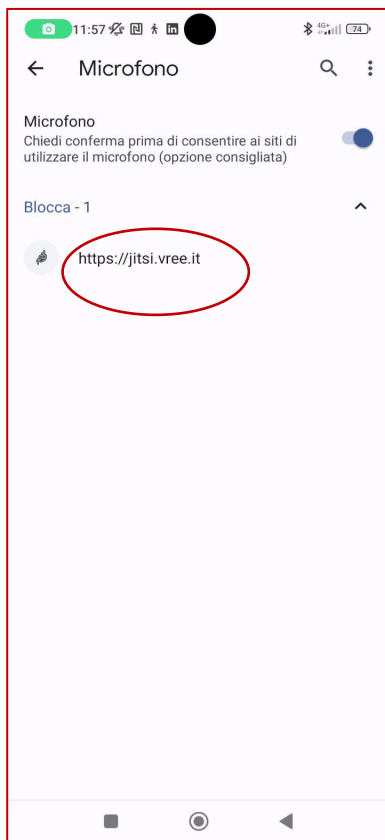 11:57
4G+
74
Microfono
Microfono
Chiedi conferma prima di consentire ai siti di
utilizzare il microfono (opzione consigliata)
Blocca - 1
https://jitsi.vree.it